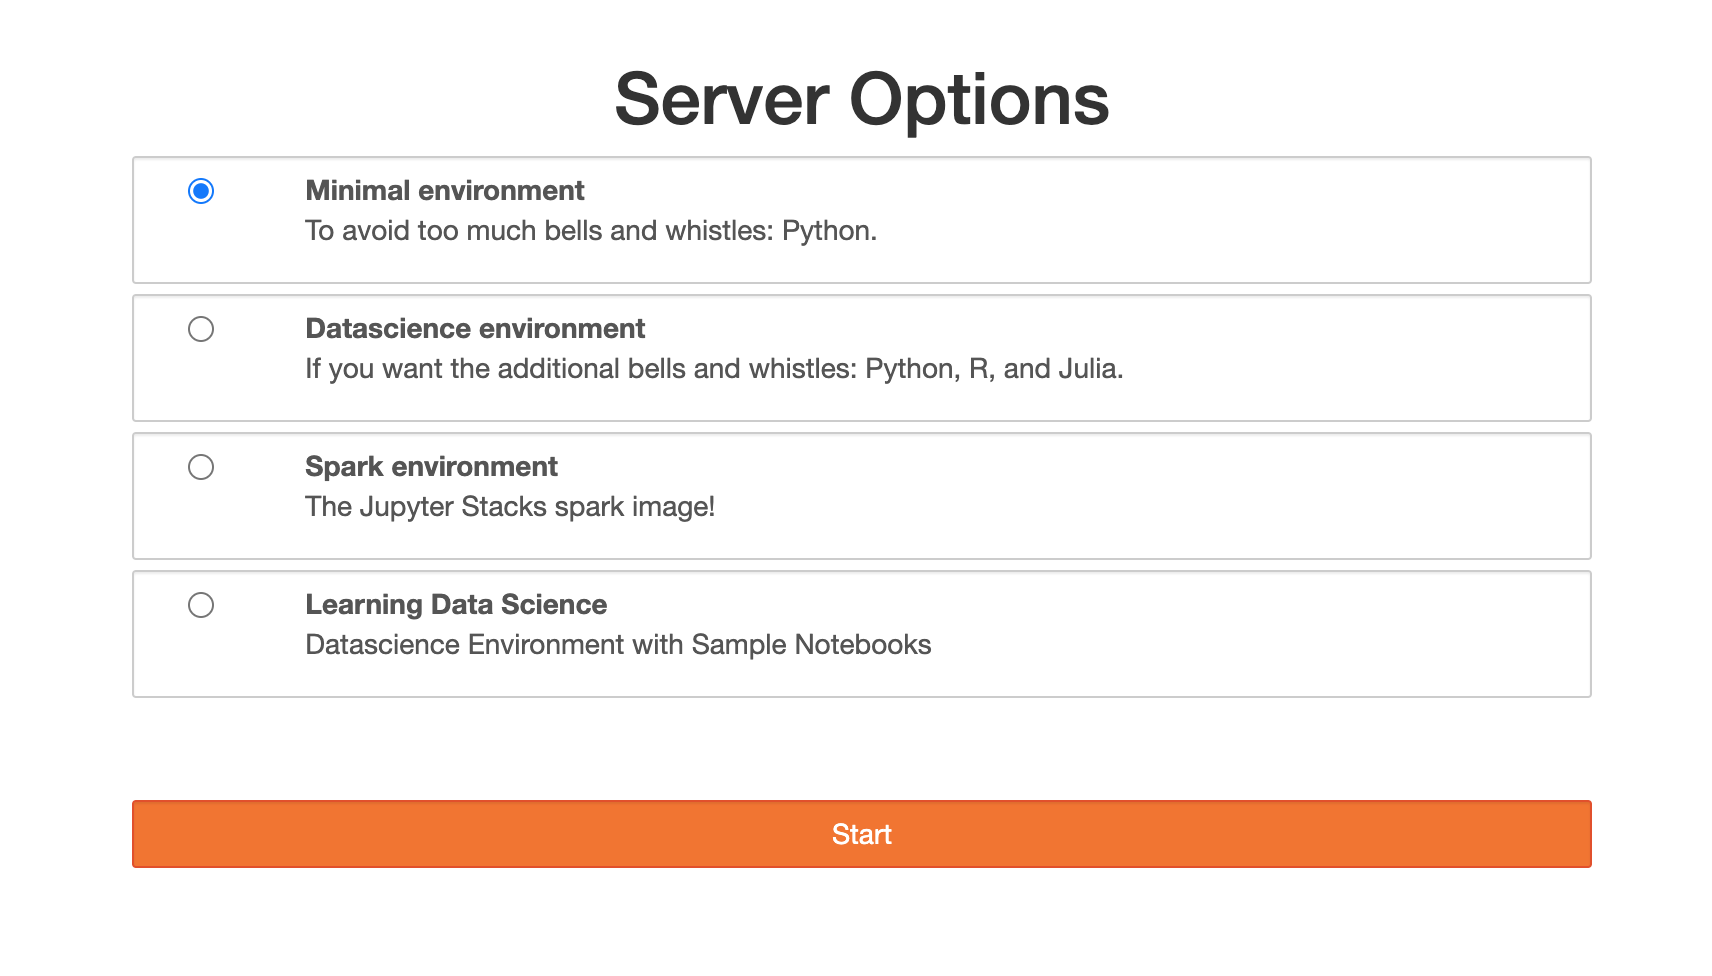 Server Options
Minimal environment
To avoid too much bells and whistles: Python.
Datascience environment
If you want the additional bells and whistles: Python, R, and Julia.
Spark environment
The Jupyter Stacks spark image!
Learning Data Science
Datascience Environment with Sample Notebooks
Start